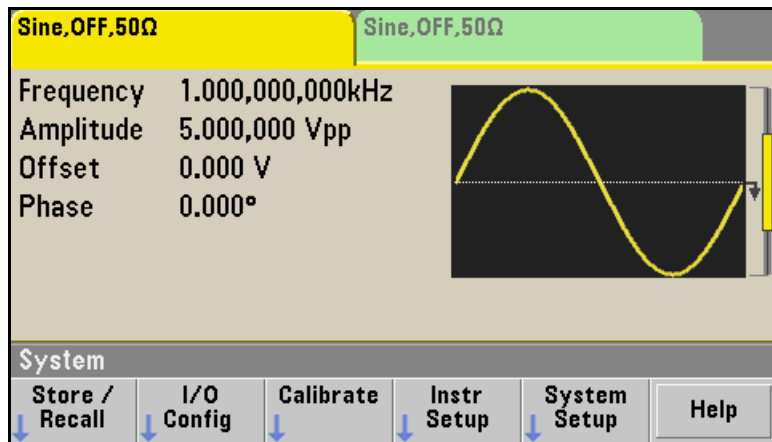 Sine,OFF,50Ω
Sine,OFF,50Ω
Frequency 1.000,000,000kHz
Amplitude 5.000,000 Vpp
Offset 0.000 V
Phase 0.000°
System
Store / Recall
I/O Config
Calibrate
Instr Setup
System Setup
Help